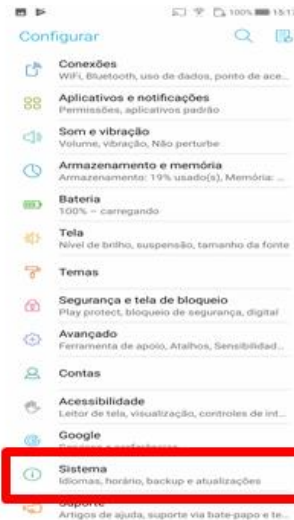 100% 15:17
Configurar
Conexões
WiFi, Bluetooth, uso de dados, ponto de ace...
Aplicativos e notificações
Permissões, aplicativos padrão
Som e vibração
Volume, vibração, Não perturbe
Armazenamento e memória
Armazenamento: 19% usado(s), Memória: ...
Bateria
100% – carregando
Tela
Nível de brilho, suspensão, tamanho da fonte
Temas
Segurança e tela de bloqueio
Play protect, bloqueio de segurança, digital
Avançado
Ferramenta de apoio, Atalhos, Sensibilidad...
Contas
Acessibilidade
Leitor de tela, visualização, controles de int...
Google
Sistema
Idiomas, horário, backup e atualizações
Suporte
Artigos de ajuda, suporte via bate-papo e te...